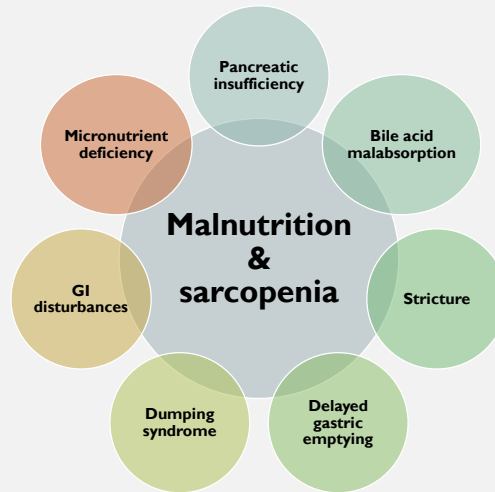 Pancreatic
insufficiency
Bile acid
malabsorption
Stricture
Delayed
gastric
emptying
Dumping
syndrome
GI
disturbances
Micronutrient
deficiency
Malnutrition
&
sarcopenia